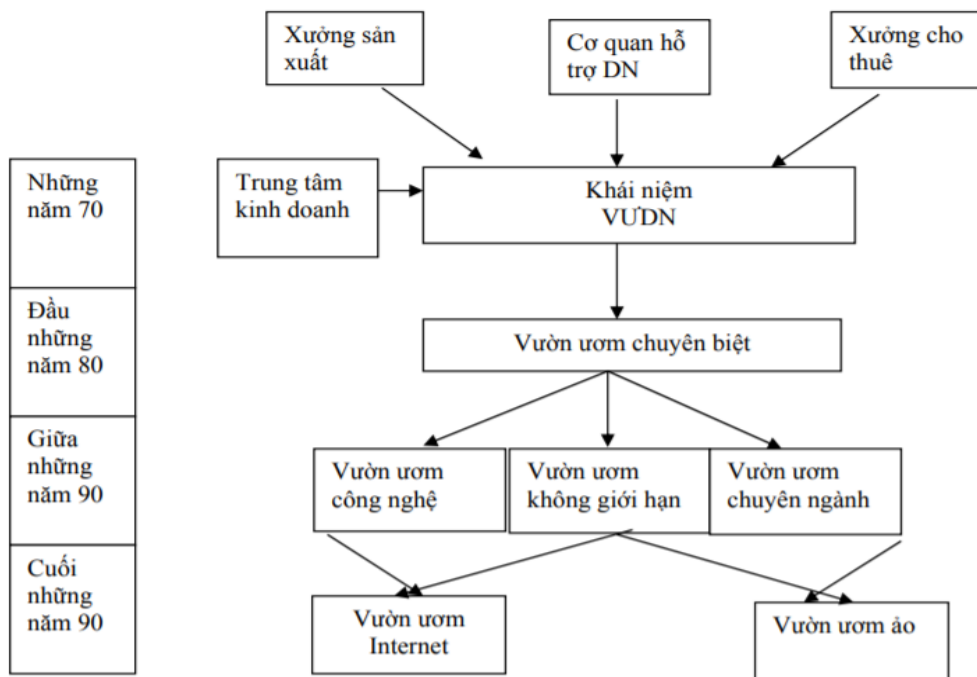 Xưởng sản
xuất
Cơ quan hỗ
trợ DN
Xưởng cho
thuê
Những
năm 70
Trung tâm
kinh doanh
Khái niệm
VƯDN
Đầu
những
năm 80
Vườn ươm chuyên biệt
Giữa
những
năm 90
Vườn ươm
công nghệ
Vườn ươm
không giới hạn
Vườn ươm
chuyên ngành
Cuối
những
năm 90
Vườn ươm
Internet
Vườn ươm ảo